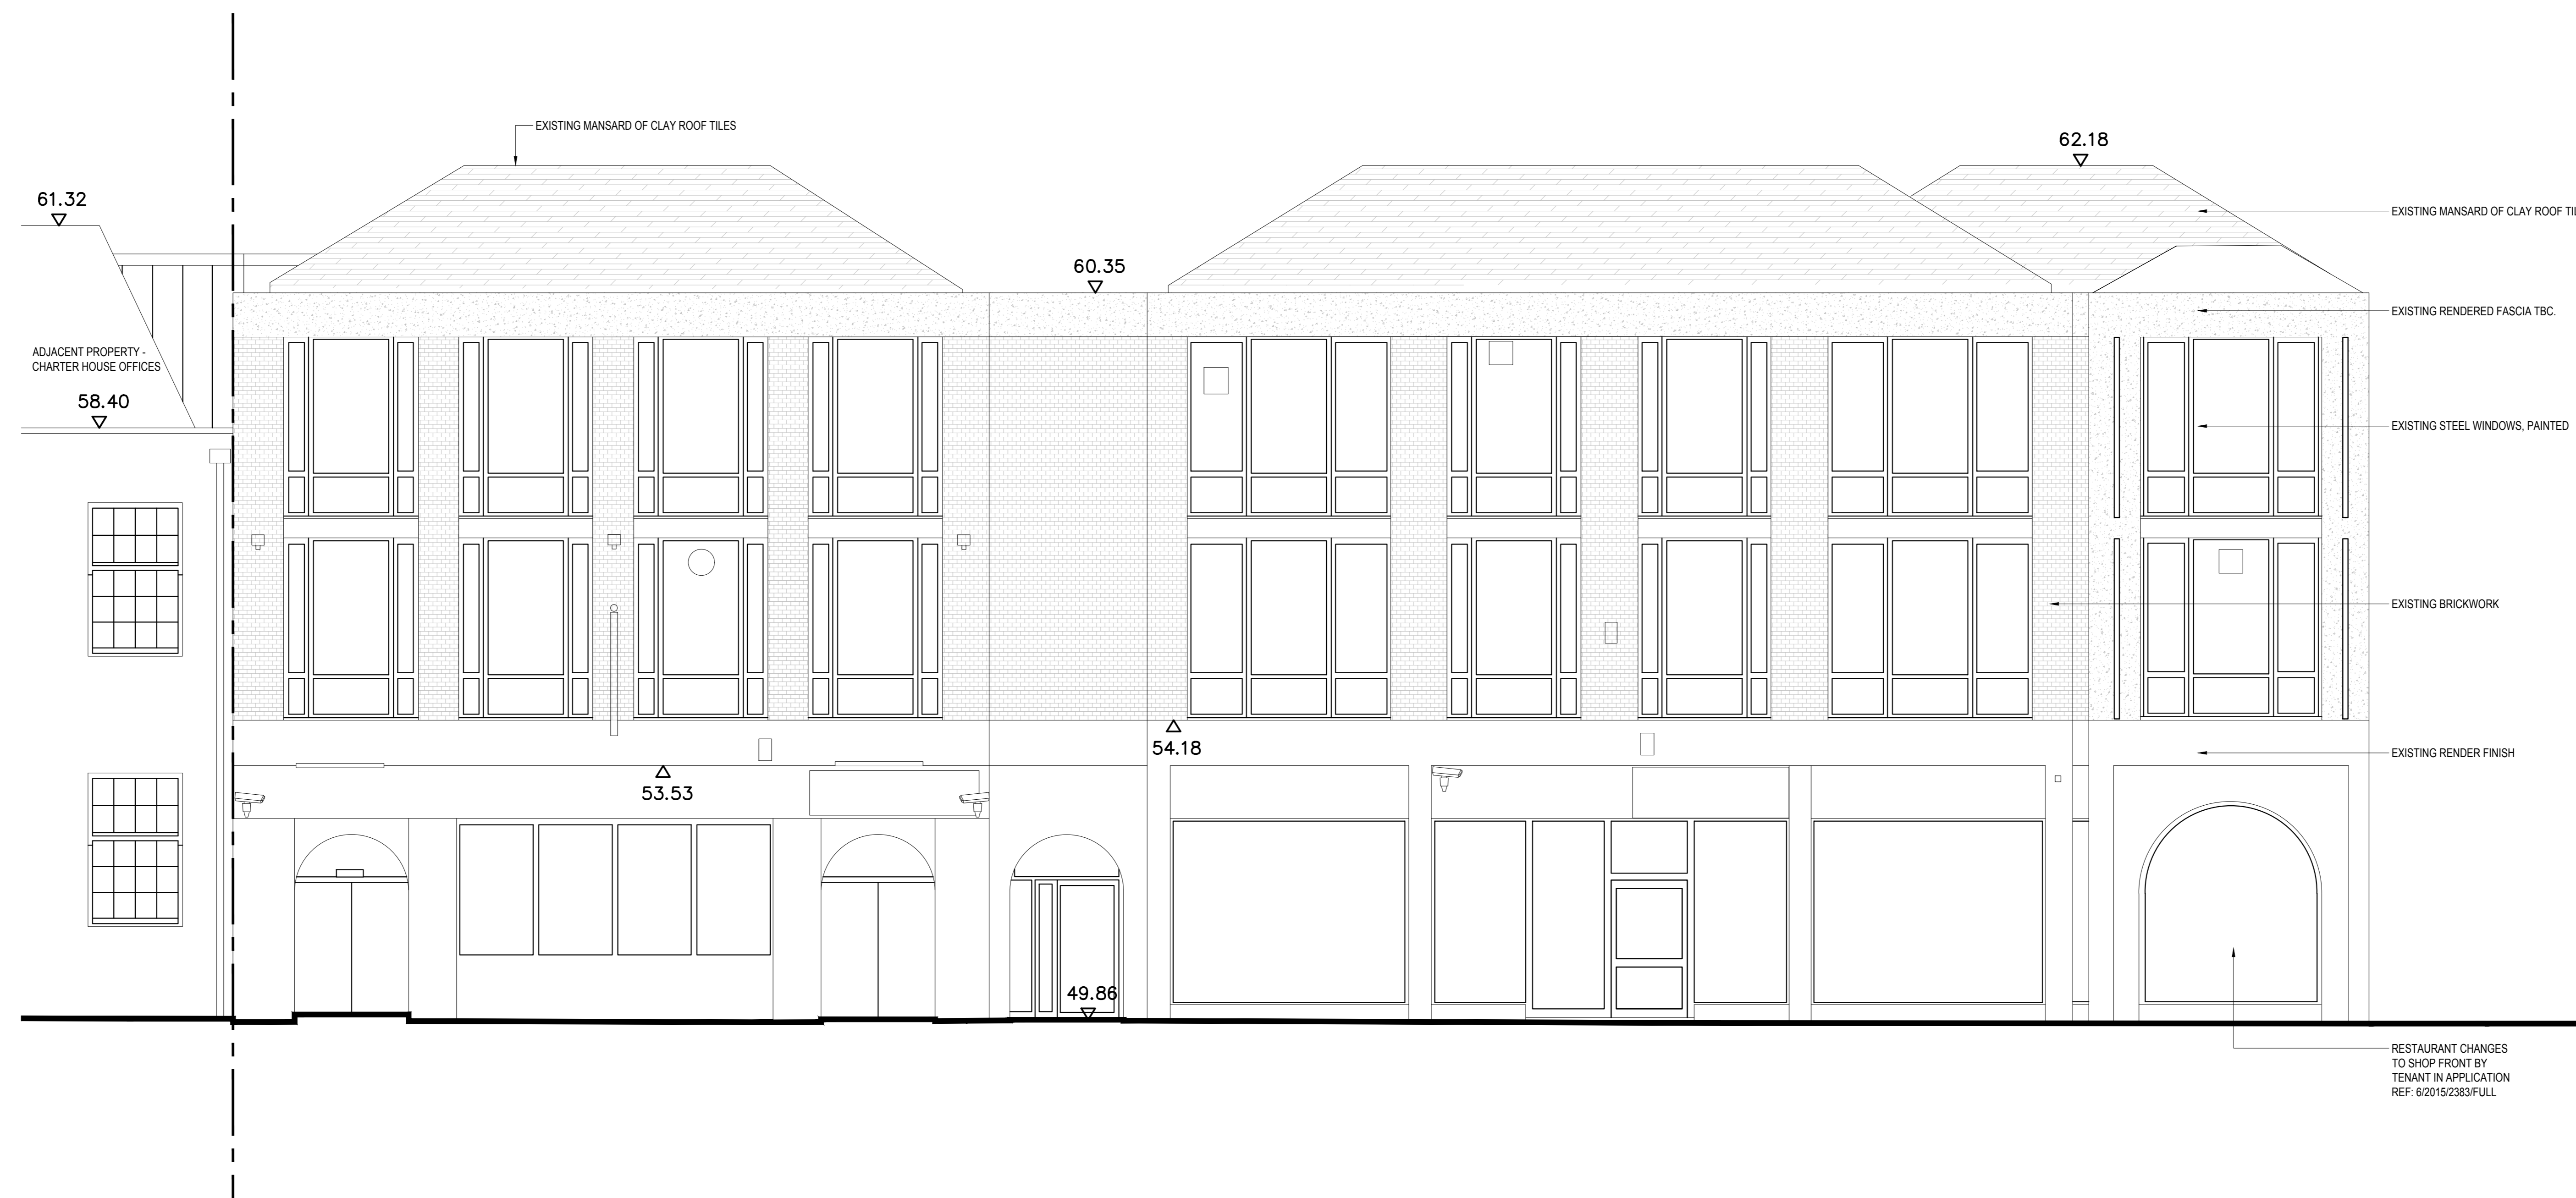 EXISTING MANSARD OF CLAY ROOF TILES
62.18
61.32
EXISTING MANSARD OF CLAY ROOF
60.35
EXISTING RENDERED FASCIA TBC.
ADJACENT PROPERTY -
CHARTER HOUSE OFFICES
58.40
EXISTING STEEL WINDOWS, PAINTED
EXISTING BRICKWORK
54.18
EXISTING RENDER FINISH
53.53
49.86
RESTAURANT CHANGES
TO SHOP FRONT BY
TENANT IN APPLICATION
REF: 6/2015/2383/FULL